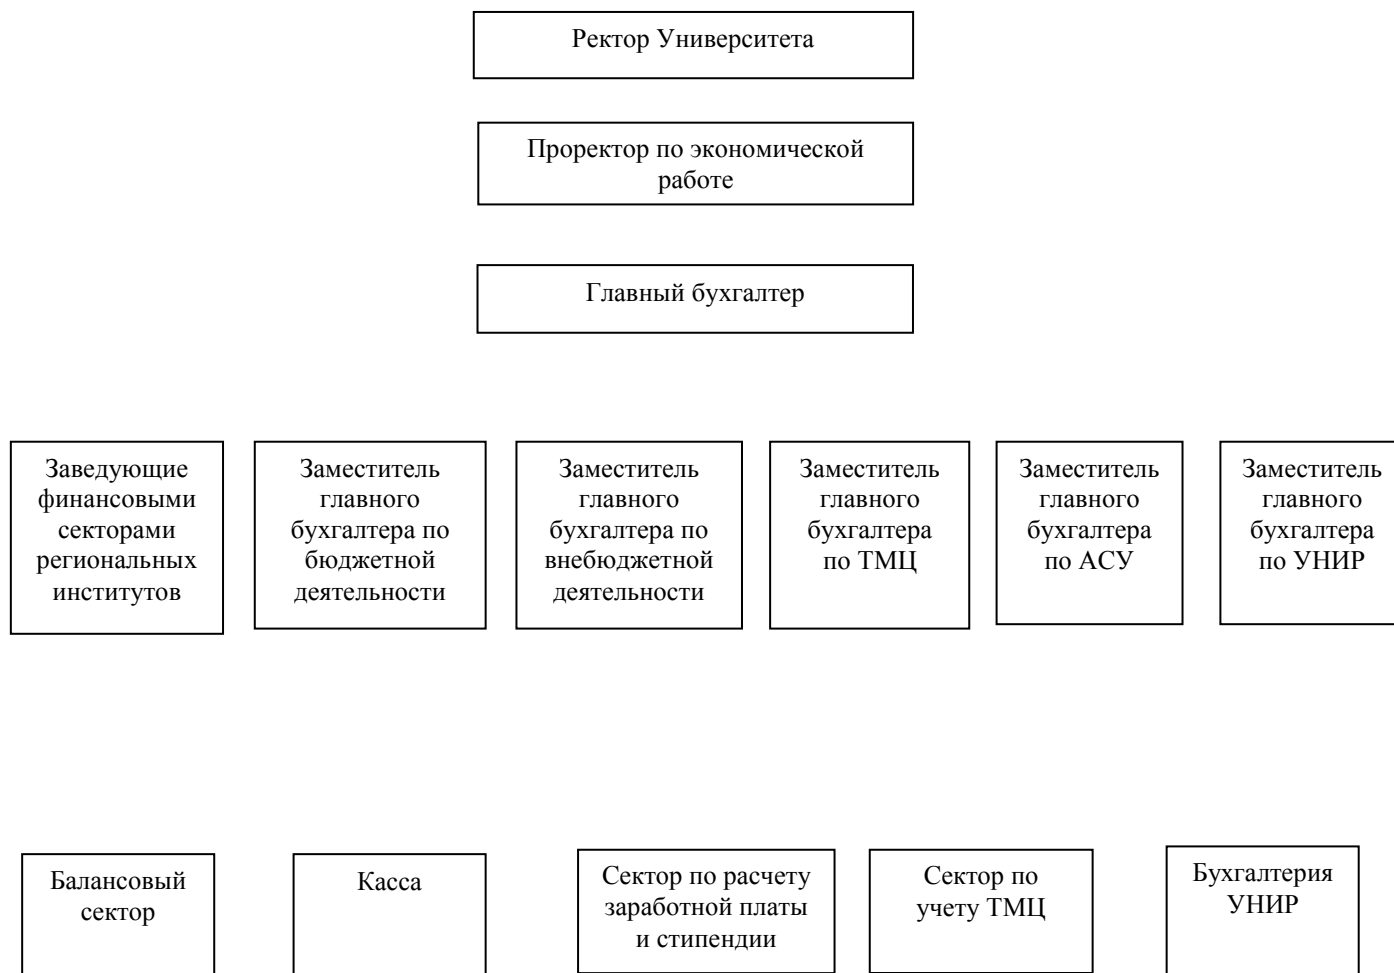 Ректор Университета
Проректор по экономической
работе
Главный бухгалтер
Заведующие
финансовыми
секторами
региональных
институтов
Заместитель
главного
бухгалтера по
бюджетной
деятельности
Заместитель
главного
бухгалтера по
внебюджетной
деятельности
Заместитель
главного
бухгалтера
по ТМЦ
Заместитель
главного
бухгалтера
по АСУ
Заместитель
главного
бухгалтера
по УНИР
Балансовый
сектор
Касса
Сектор по расчету
заработной платы
и стипендии
Сектор по
учету ТМЦ
Бухгалтерия
УНИР